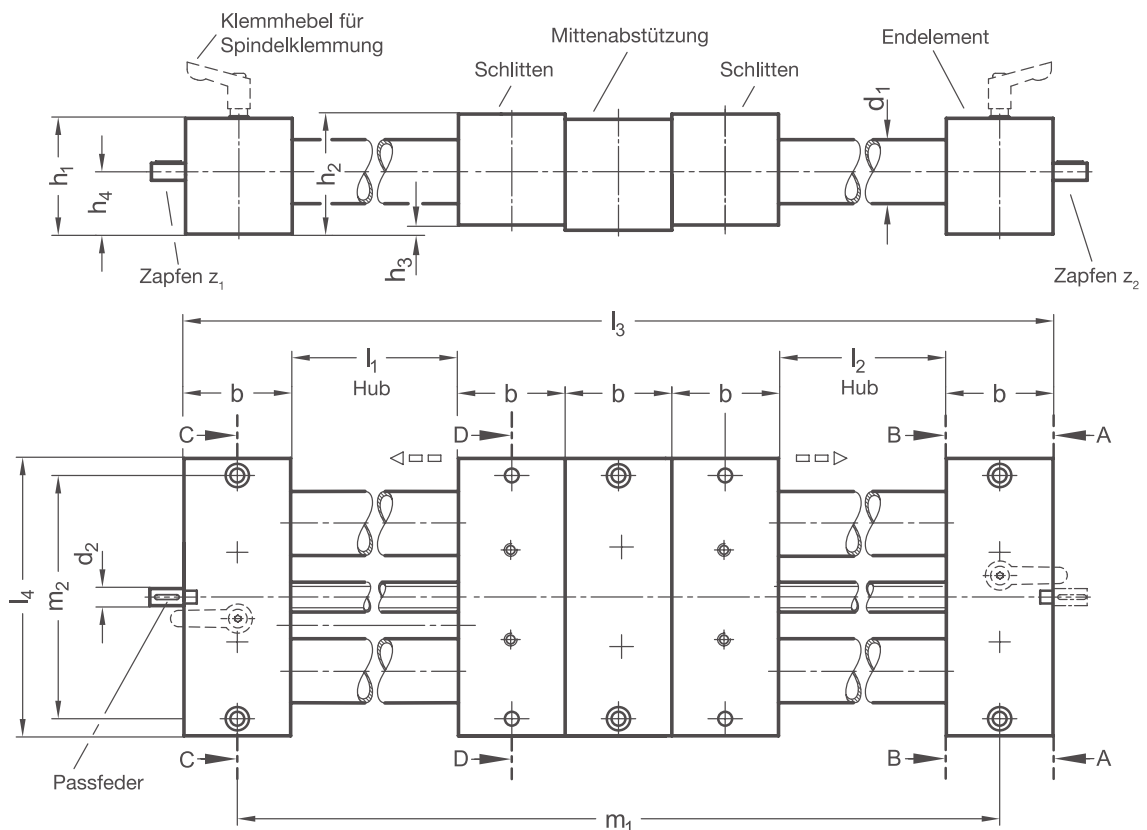 Klemmhebel für
Spindelklemmung
Mittenabstützung
Endelement
Schlitten
Schlitten
d1
h1
h4
h2
h3
Zapfen z1
Zapfen z2
l3
l1
l2
Hub
Hub
b
b
b
b
b
C
D
B
A
l4
m2
d2
C
D
B
A
Passfeder
m1